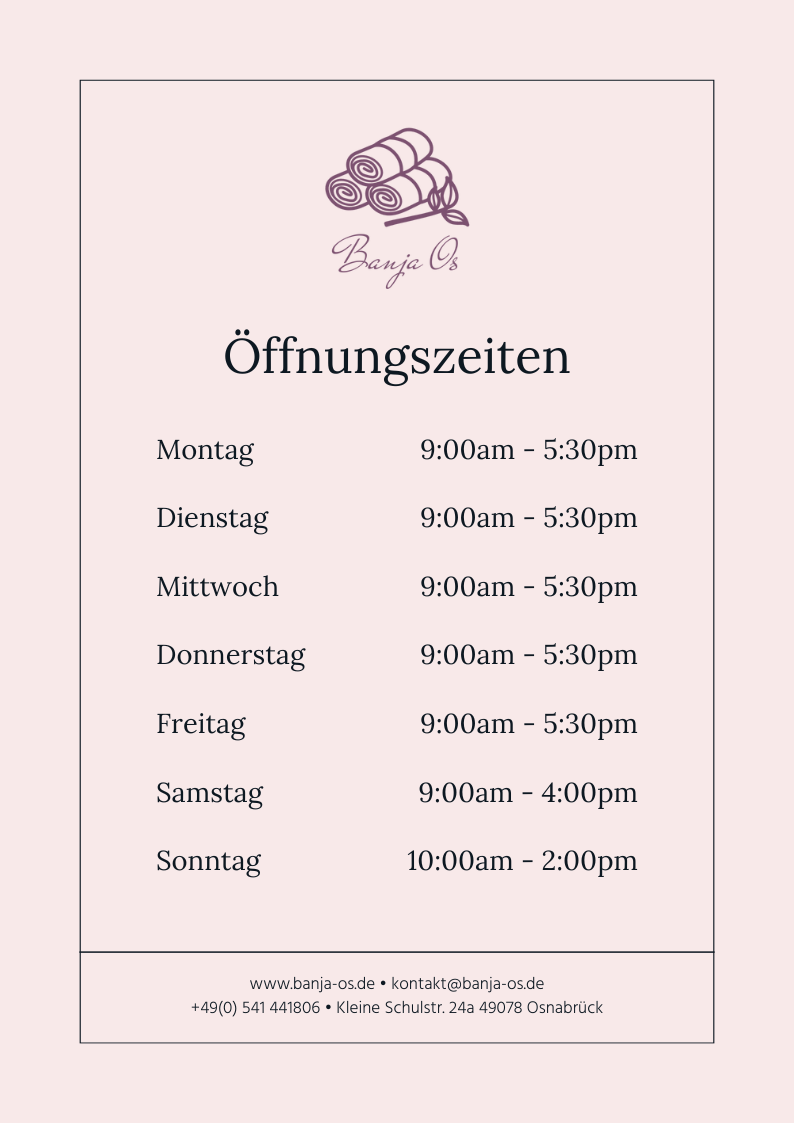 Banja Os
Öffnungszeiten
Montag 9:00am - 5:30pm
Dienstag 9:00am - 5:30pm
Mittwoch 9:00am - 5:30pm
Donnerstag 9:00am - 5:30pm
Freitag 9:00am - 5:30pm
Samstag 9:00am - 4:00pm
Sonntag 10:00am - 2:00pm
www.banja-os.de • kontakt@banja-os.de
+49(0) 541 441806 • Kleine Schulstr. 24a 49078 Osnabrück